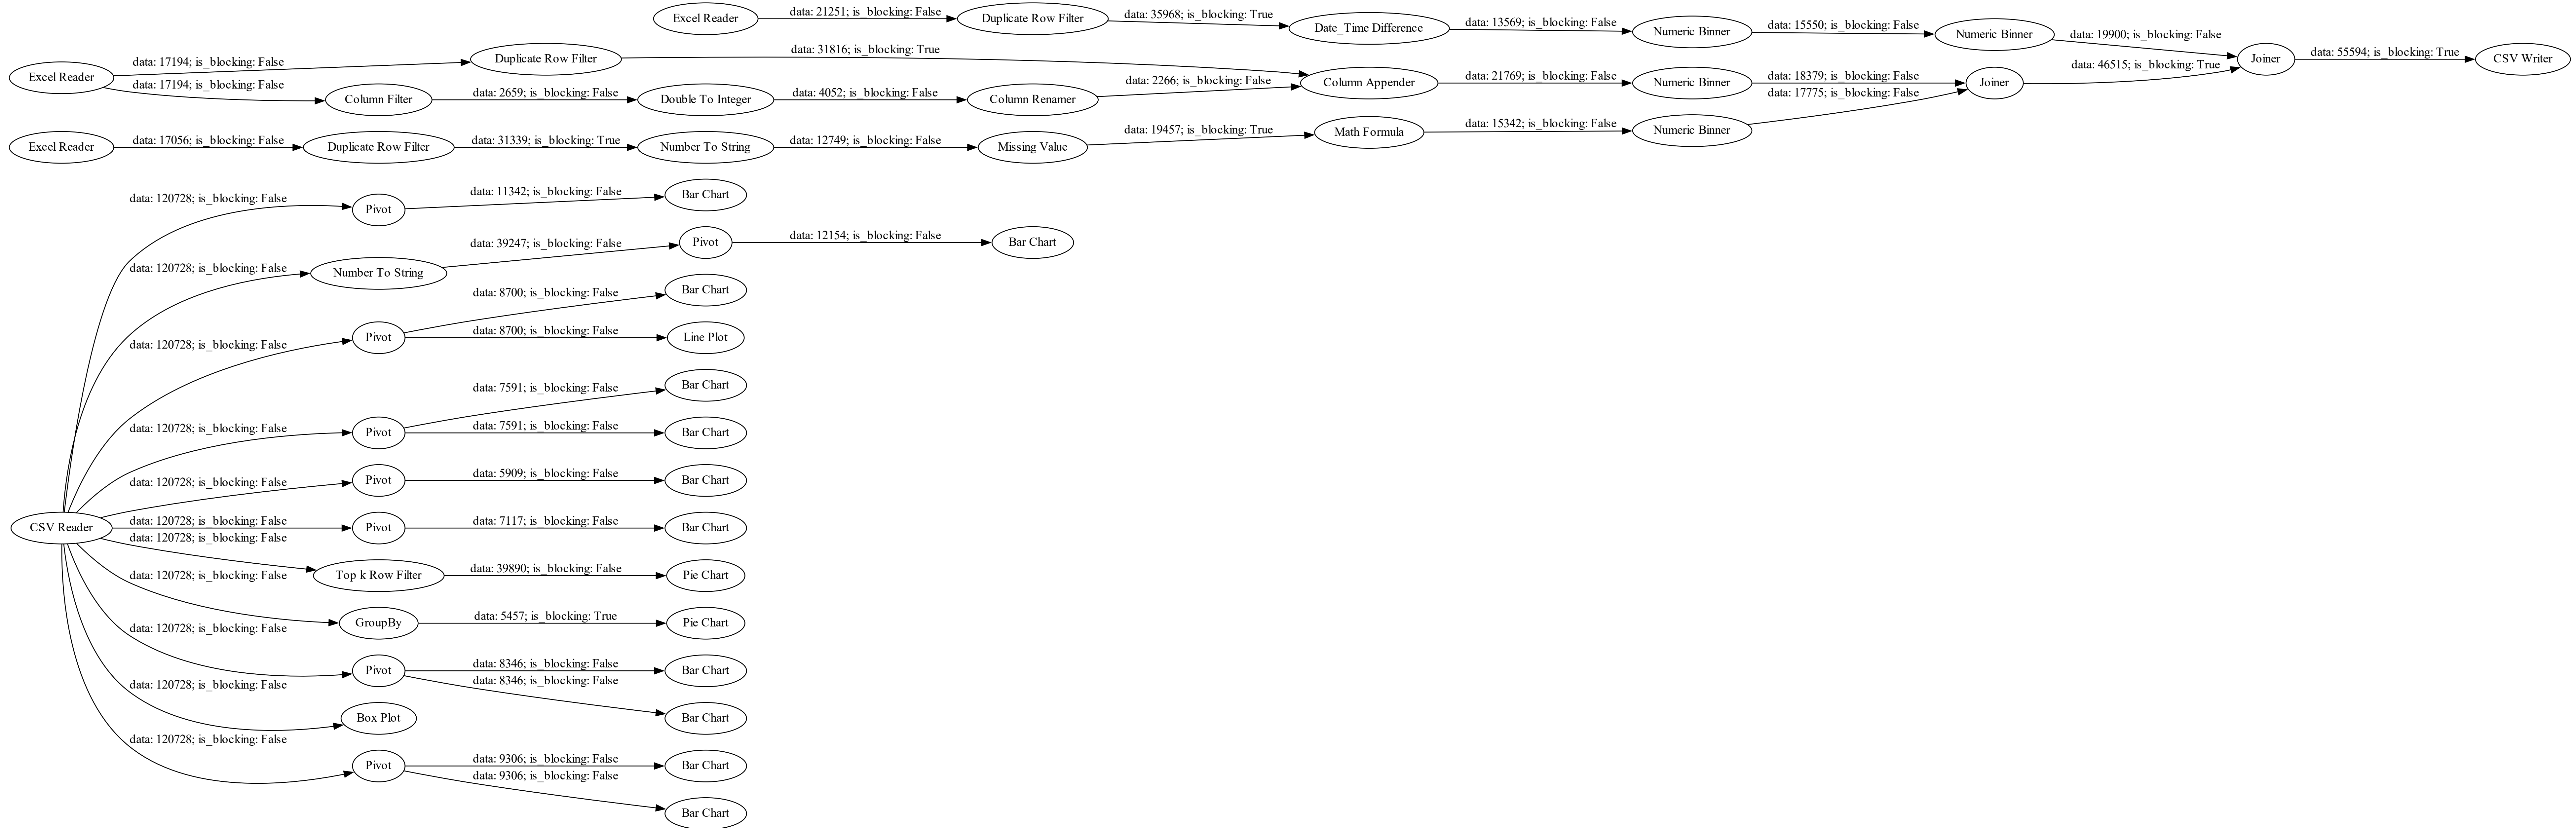 Excel Reader
data: 21251; is_blocking: False
Duplicate Row Filter
data: 35968; is_blocking: True
Date_Time Difference
data: 13569; is_blocking: False
Numeric Binner
data: 15550; is_blocking: False
Numeric Binner
data: 19900; is_blocking: False
Joiner
data: 55594; is_blocking: True
CSV Writer
Excel Reader
data: 17194; is_blocking: False
Duplicate Row Filter
data: 31816; is_blocking: True
data: 17194; is_blocking: False
Column Filter
data: 2659; is_blocking: False
Double To Integer
data: 4052; is_blocking: False
Column Renamer
data: 2266; is_blocking: False
Column Appender
data: 21769; is_blocking: False
Numeric Binner
data: 18379; is_blocking: False
Joiner
data: 46515; is_blocking: True
Excel Reader
data: 17056; is_blocking: False
Duplicate Row Filter
data: 31339; is_blocking: True
Number To String
data: 12749; is_blocking: False
Missing Value
data: 19457; is_blocking: True
Math Formula
data: 15342; is_blocking: False
Numeric Binner
data: 17775; is_blocking: False
CSV Reader
data: 120728; is_blocking: False
Pivot
data: 11342; is_blocking: False
Bar Chart
data: 120728; is_blocking: False
Number To String
data: 39247; is_blocking: False
Pivot
data: 12154; is_blocking: False
Bar Chart
data: 120728; is_blocking: False
Pivot
data: 8700; is_blocking: False
Bar Chart
data: 8700; is_blocking: False
Line Plot
data: 120728; is_blocking: False
Pivot
data: 7591; is_blocking: False
Bar Chart
data: 7591; is_blocking: False
Bar Chart
data: 120728; is_blocking: False
Pivot
data: 5909; is_blocking: False
Bar Chart
data: 120728; is_blocking: False
Pivot
data: 7117; is_blocking: False
Bar Chart
data: 120728; is_blocking: False
Top k Row Filter
data: 39890; is_blocking: False
Pie Chart
data: 120728; is_blocking: False
GroupBy
data: 5457; is_blocking: True
Pie Chart
data: 120728; is_blocking: False
Pivot
data: 8346; is_blocking: False
Bar Chart
data: 8346; is_blocking: False
Bar Chart
data: 120728; is_blocking: False
Box Plot
data: 120728; is_blocking: False
Pivot
data: 9306; is_blocking: False
Bar Chart
data: 9306; is_blocking: False
Bar Chart